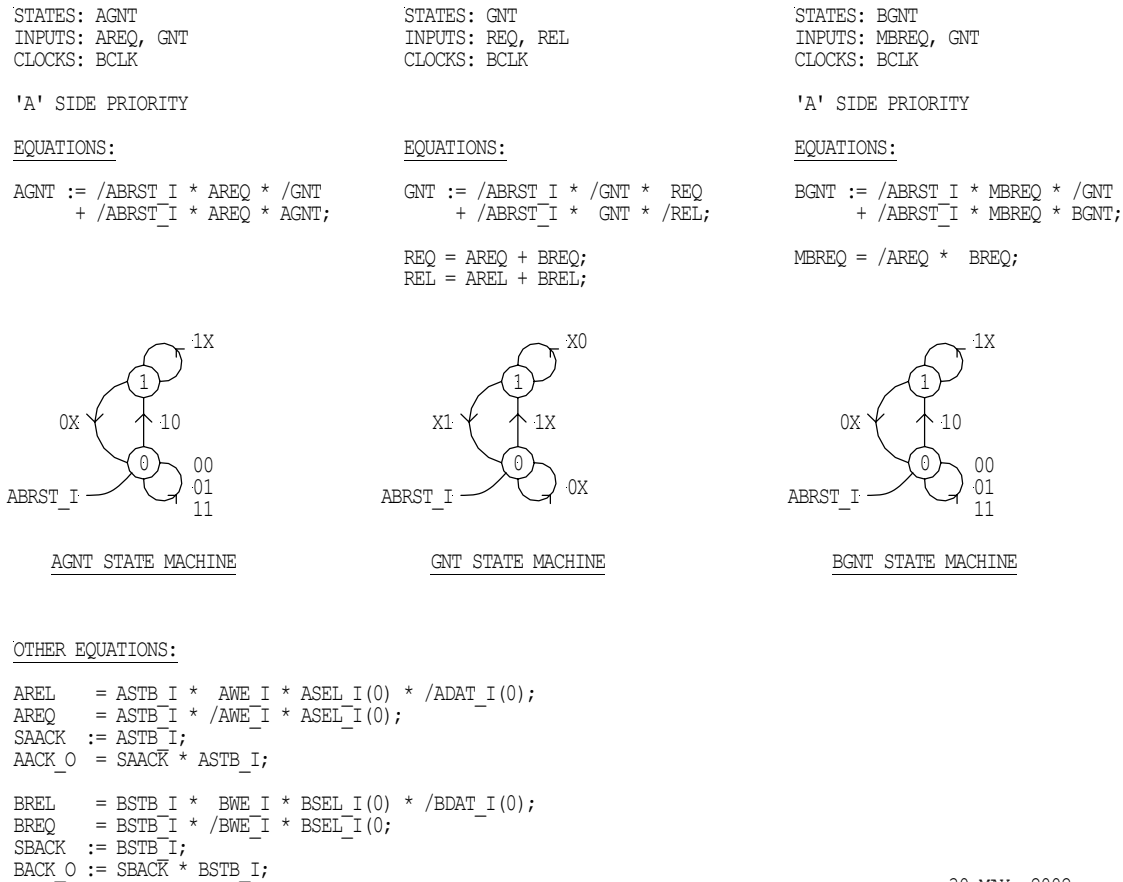 STATES: AGNT
INPUTS: AREQ, GNT
CLOCKS: BCLK
'A' SIDE PRIORITY
EQUATIONS:
AGNT := /ABRST_I * AREQ * /GNT
+ /ABRST_I * AREQ * AGNT;
STATES: GNT
INPUTS: REQ, REL
CLOCKS: BCLK
EQUATIONS:
GNT := /ABRST_I * /GNT * REQ
+ /ABRST_I * GNT * /REL;
REQ = AREQ + BREQ;
REL = AREL + BREL;
STATES: BGNT
INPUTS: MBREQ, GNT
CLOCKS: BCLK
'A' SIDE PRIORITY
EQUATIONS:
BGNT := /ABRST_I * MBREQ * /GNT
+ /ABRST_I * MBREQ * BGNT;
MBREQ = /AREQ * BREQ;
1X
1
0X
10
0
00
01
11
ABRST_I
AGNT STATE MACHINE
X0
1
X1
1X
0
0X
ABRST_I
GNT STATE MACHINE
1X
1
0X
10
0
00
01
11
ABRST_I
BGNT STATE MACHINE
OTHER EQUATIONS:
AREL = ASTB_I * AWE_I * ASEL_I(0) * /ADAT_I(0);
AREQ = ASTB_I * /AWE_I * ASEL_I(0);
SAACK := ASTB_I;
AACK_O = SAACK * ASTB_I;
BREL = BSTB_I * BWE_I * BSEL_I(0) * /BDAT_I(0);
BREQ = BSTB_I * /BWE_I * BSEL_I(0;
SBACK := BSTB_I;
BACK_O := SBACK * BSTB_I;